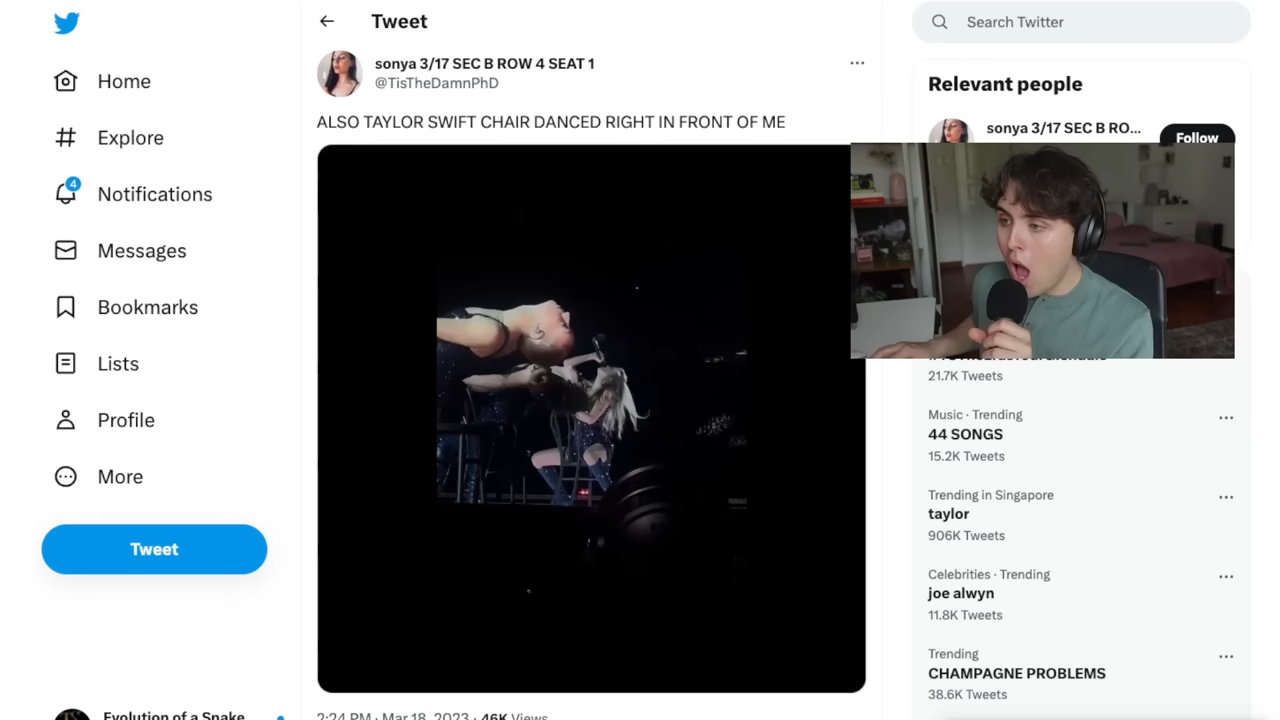 Home
Explore
4
Notifications
Messages
Bookmarks
Lists
Profile
More
Tweet
Evolution of a Snake
Tweet
sonya 3/17 SEC B ROW 4 SEAT 1
@TisTheDamnPhD
ALSO TAYLOR SWIFT CHAIR DANCED RIGHT IN FRONT OF ME
2:24 PM · Mar 18, 2023 · 46K Views
Search Twitter
Relevant people
sonya 3/17 SEC B RO...
Follow
21.7K Tweets
Music · Trending
44 SONGS
15.2K Tweets
Trending in Singapore
taylor
906K Tweets
Celebrities · Trending
joe alwyn
11.8K Tweets
Trending
CHAMPAGNE PROBLEMS
38.6K Tweets